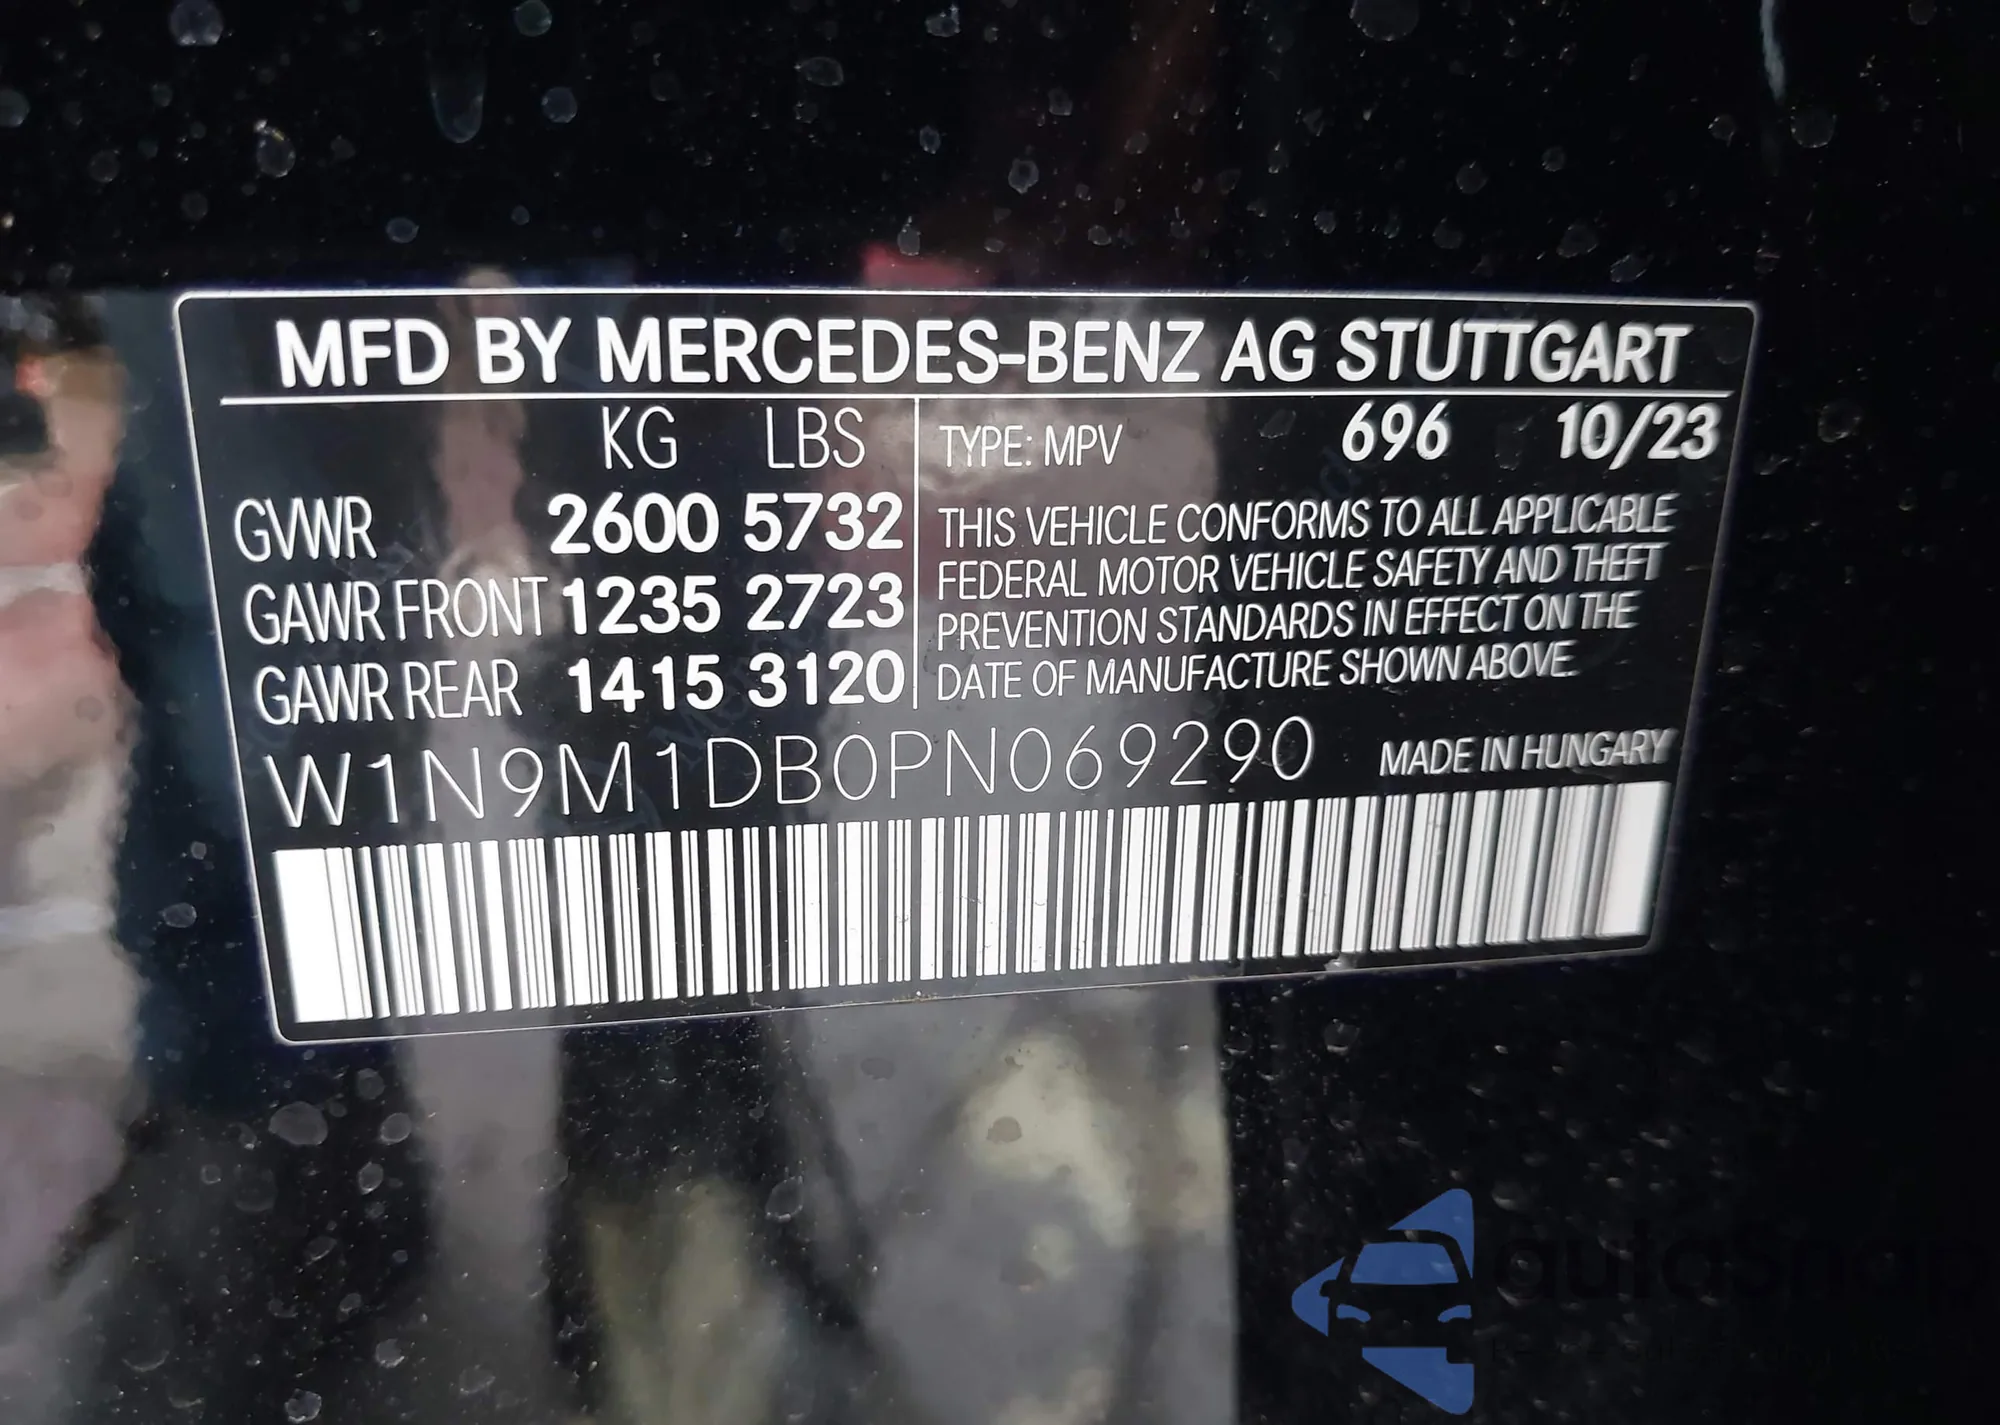 MFD BY MERCEDES-BENZ AG STUTTGART
KG LBS
GVWR 2600 5732
GAWR FRONT 1235 2723
GAWR REAR 1415 3120
TYPE: MPV 696 10/23
THIS VEHICLE CONFORMS TO ALL APPLICABLE
FEDERAL MOTOR VEHICLE SAFETY AND THEFT
PREVENTION STANDARDS IN EFFECT ON THE
DATE OF MANUFACTURE SHOWN ABOVE.
W1N9M1DB0PN069290 MADE IN HUNGARY